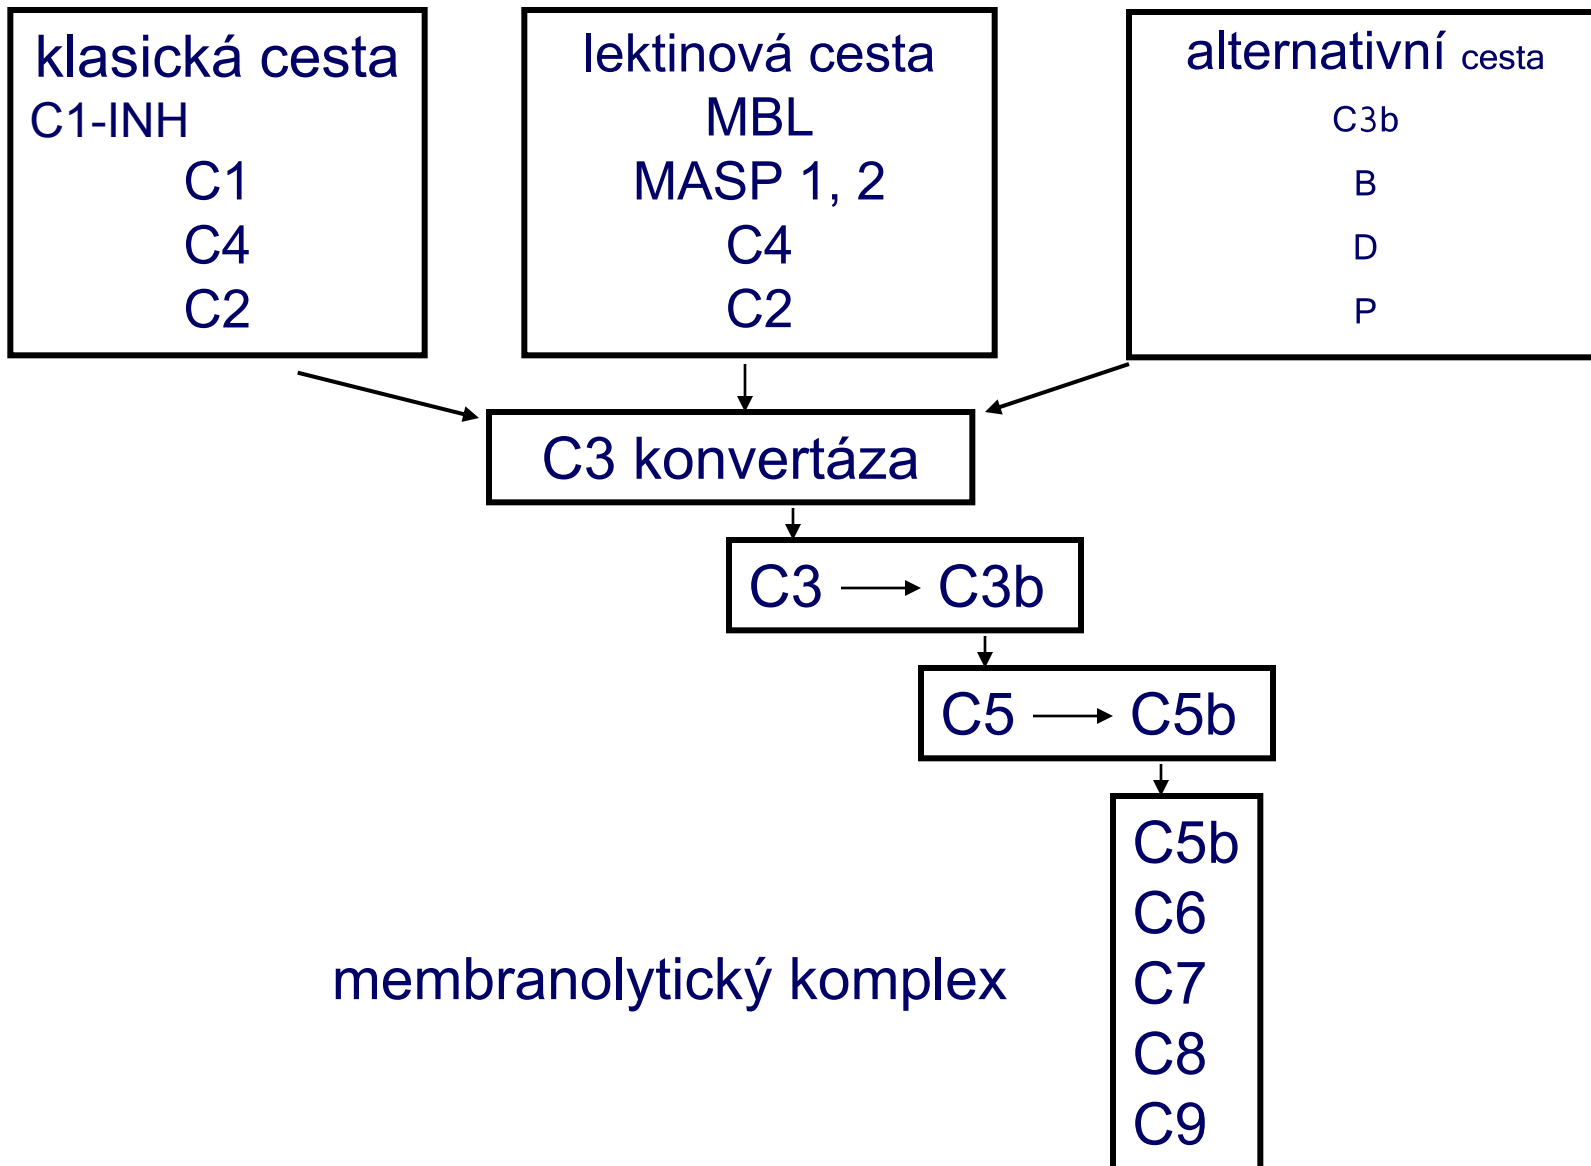 klasická cesta
C1-INH
C1
C4
C2
lektinová cesta
MBL
MASP 1, 2
C4
C2
alternativní cesta
C3b
B
D
P
C3 konvertáza
C3 C3b
C5 C5b
membranolytický komplex
C5b
C6
C7
C8
C9